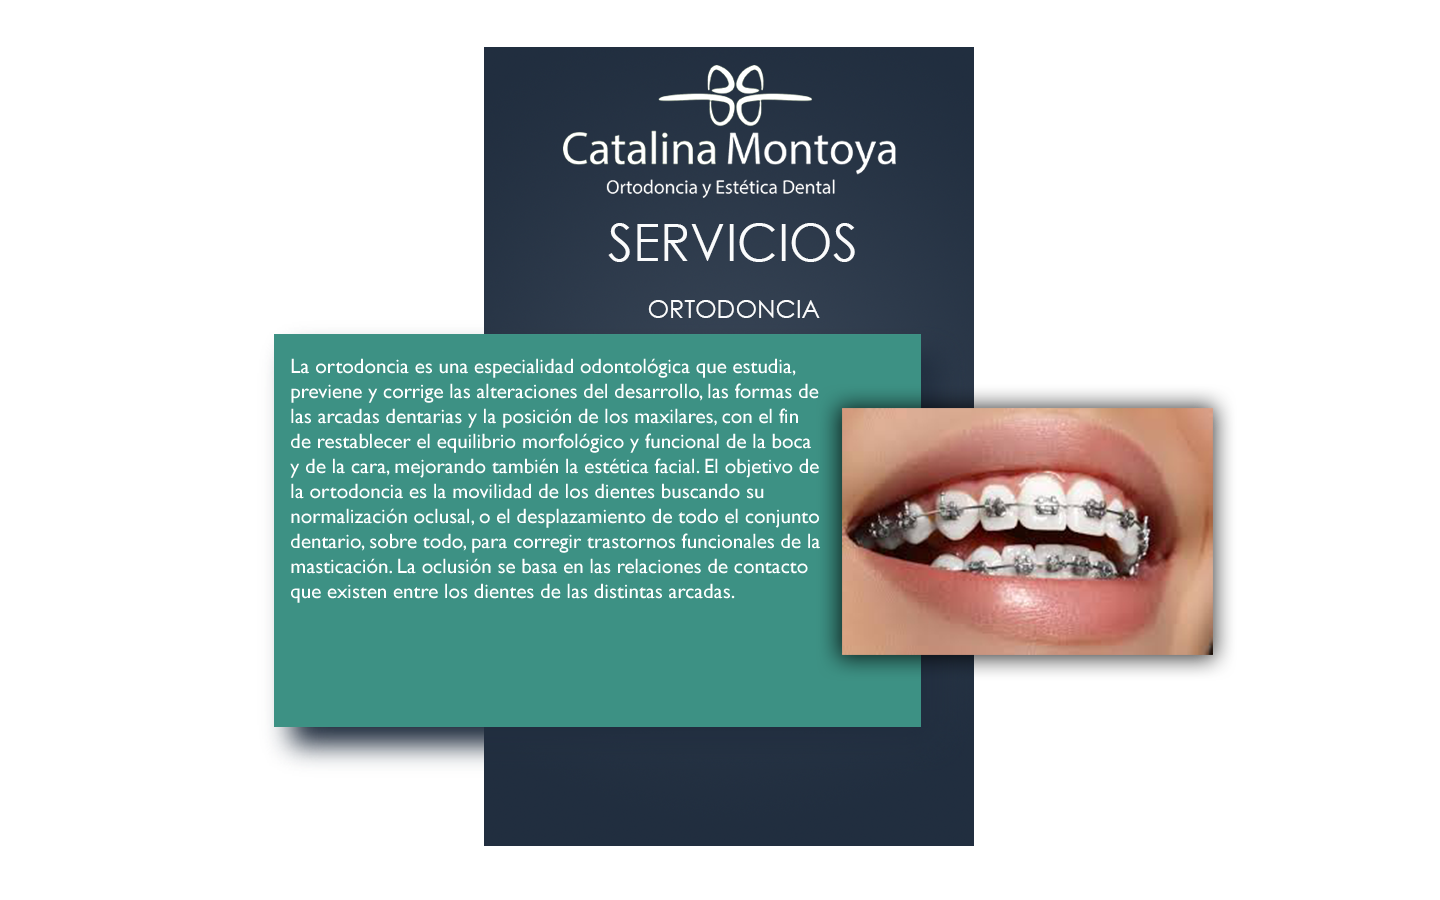 Catalina Montoya
Ortodoncia y Estética Dental
SERVICIOS
ORTODONCIA
La ortodoncia es una especialidad odontológica que estudia,
previene y corrige las alteraciones del desarrollo, las formas de
las arcadas dentarias y la posición de los maxilares, con el fin
de restablecer el equilibrio morfológico y funcional de la boca
y de la cara, mejorando también la estética facial. El objetivo de
la ortodoncia es la movilidad de los dientes buscando su
normalización oclusal, o el desplazamiento de todo el conjunto
dentario, sobre todo, para corregir trastornos funcionales de la
masticación. La oclusión se basa en las relaciones de contacto
que existen entre los dientes de las distintas arcadas.